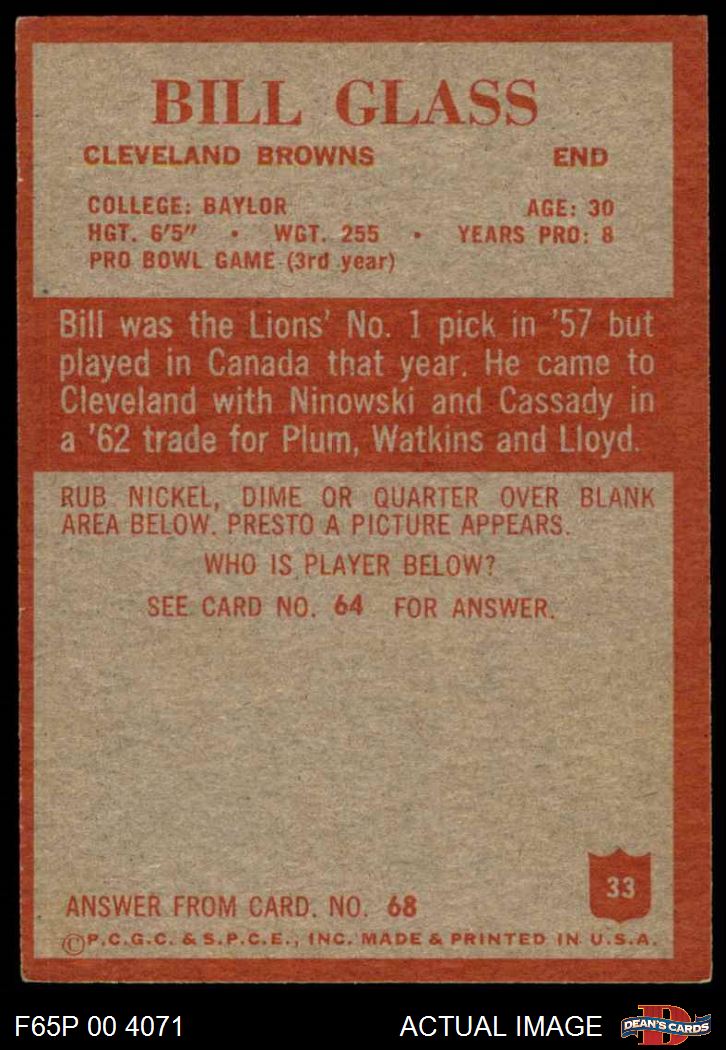 BILL GLASS
CLEVELAND BROWNS END
COLLEGE: BAYLOR AGE: 30
HGT. 6'5" • WGT. 255 • YEARS PRO: 8
PRO BOWL GAME (3rd year)
Bill was the Lions' No. 1 pick in '57 but
played in Canada that year. He came to
Cleveland with Ninowski and Cassady in
a '62 trade for Plum, Watkins and Lloyd.
RUB NICKEL, DIME OR QUARTER OVER BLANK
AREA BELOW. PRESTO A PICTURE APPEARS.
WHO IS PLAYER BELOW?
SEE CARD NO. 64 FOR ANSWER.
33
ANSWER FROM CARD. NO. 68
©P.C.G.C. & S.P.C.E., INC. MADE & PRINTED IN U.S.A.
F65P 00 4071 ACTUAL IMAGE D DEAN'S CARDS